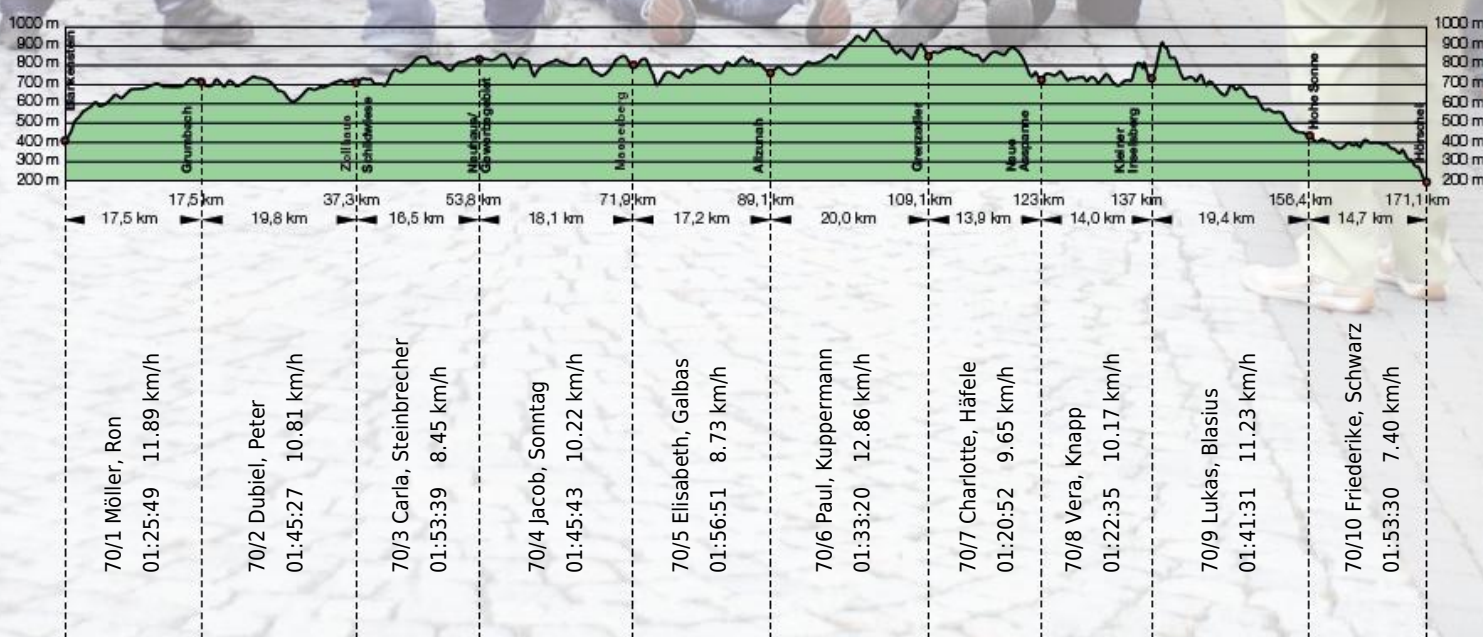 1000 m
900 m
800 m
700 m
600 m
500 m
400 m
300 m
200 m
1000 m
900 m
800 m
700 m
600 m
500 m
400 m
300 m
200 m
Blankenstein
Grumbach
Zollhaus
Schildwiese
Neuhaus/
Masserberg
Allzunah
Grenzadler
Neue
Ausspanne
Kleiner
Inselsberg
Hohe Sonne
Hörschel
17,5 km
37,3 km
53,8 km
71,9 km
89,1 km
109,1 km
123 km
137 km
156,4 km
171,1 km
17,5 km
19,8 km
16,5 km
18,1 km
17,2 km
20,0 km
13,9 km
14,0 km
19,4 km
14,7 km
70/1 Möller, Ron
01:25:49 11.89 km/h
70/2 Dubiel, Peter
01:45:27 10.81 km/h
70/3 Carla, Steinbrecher
01:53:39 8.45 km/h
70/4 Jacob, Sonntag
01:45:43 10.22 km/h
70/5 Elisabeth, Galbas
01:56:51 8.73 km/h
70/6 Paul, Kuppermann
01:33:20 12.86 km/h
70/7 Charlotte, Häfele
01:20:52 9.65 km/h
70/8 Vera, Knapp
01:22:35 10.17 km/h
70/9 Lukas, Blasius
01:41:31 11.23 km/h
70/10 Friederike, Schwarz
01:53:30 7.40 km/h